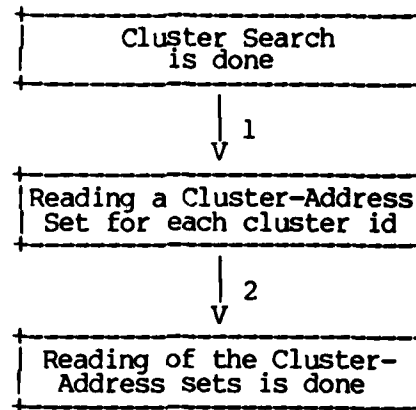 Cluster Search
is done
1
V
Reading a Cluster-Address
Set for each cluster id
2
V
Reading of the Cluster-
Address sets is done